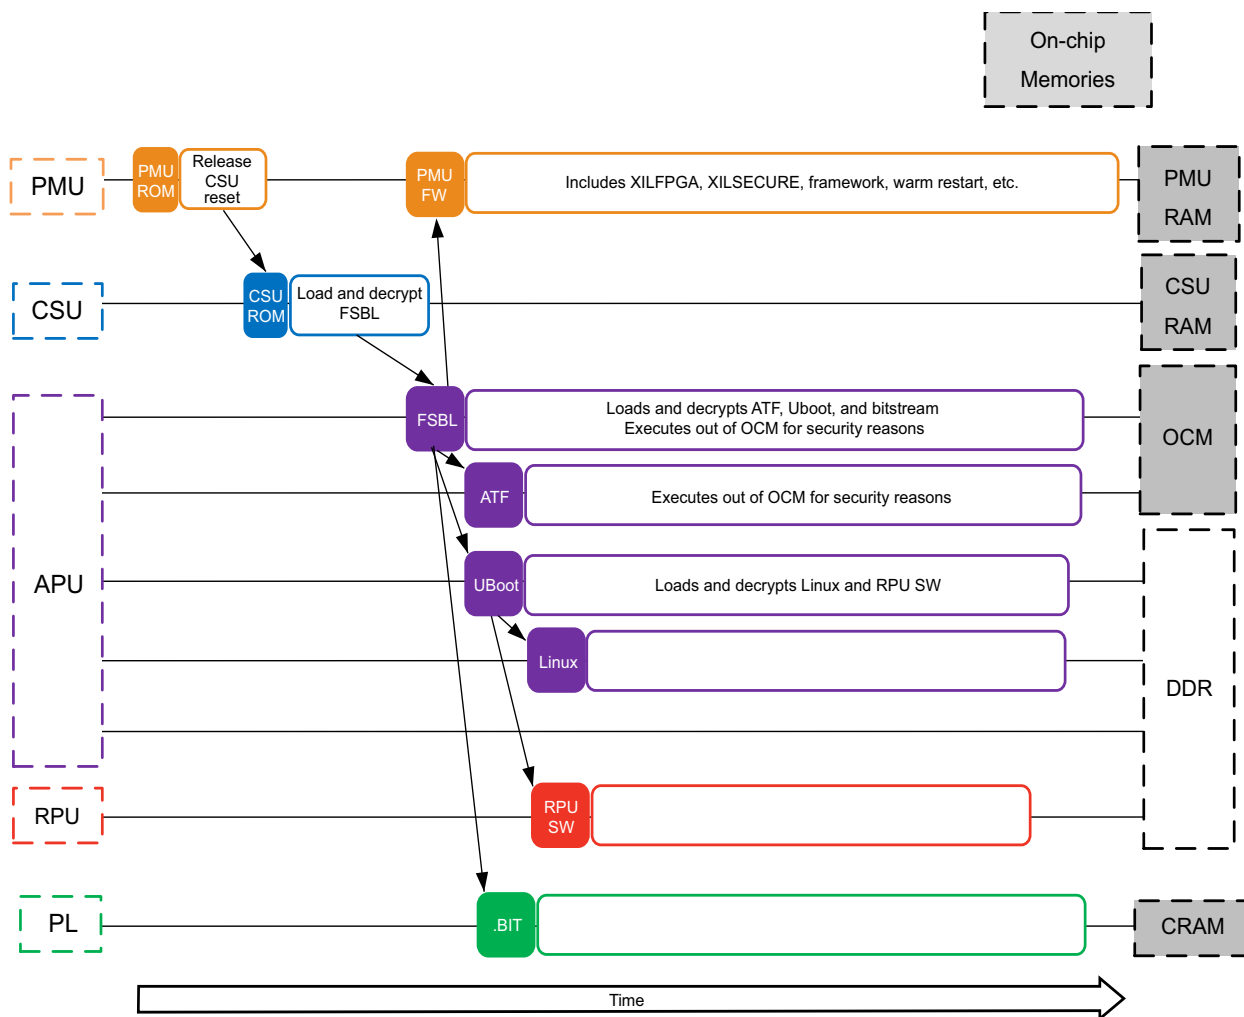 On-chip
Memories
PMU
PMU
ROM
Release
CSU
reset
PMU
FW
Includes XILFPGA, XILSECURE, framework, warm restart, etc.
PMU
RAM
CSU
CSU
ROM
Load and decrypt
FSBL
CSU
RAM
APU
FSBL
Loads and decrypts ATF, Uboot, and bitstream
Executes out of OCM for security reasons
OCM
ATF
Executes out of OCM for security reasons
UBoot
Loads and decrypts Linux and RPU SW
Linux
DDR
RPU
RPU
SW
PL
.BIT
CRAM
Time